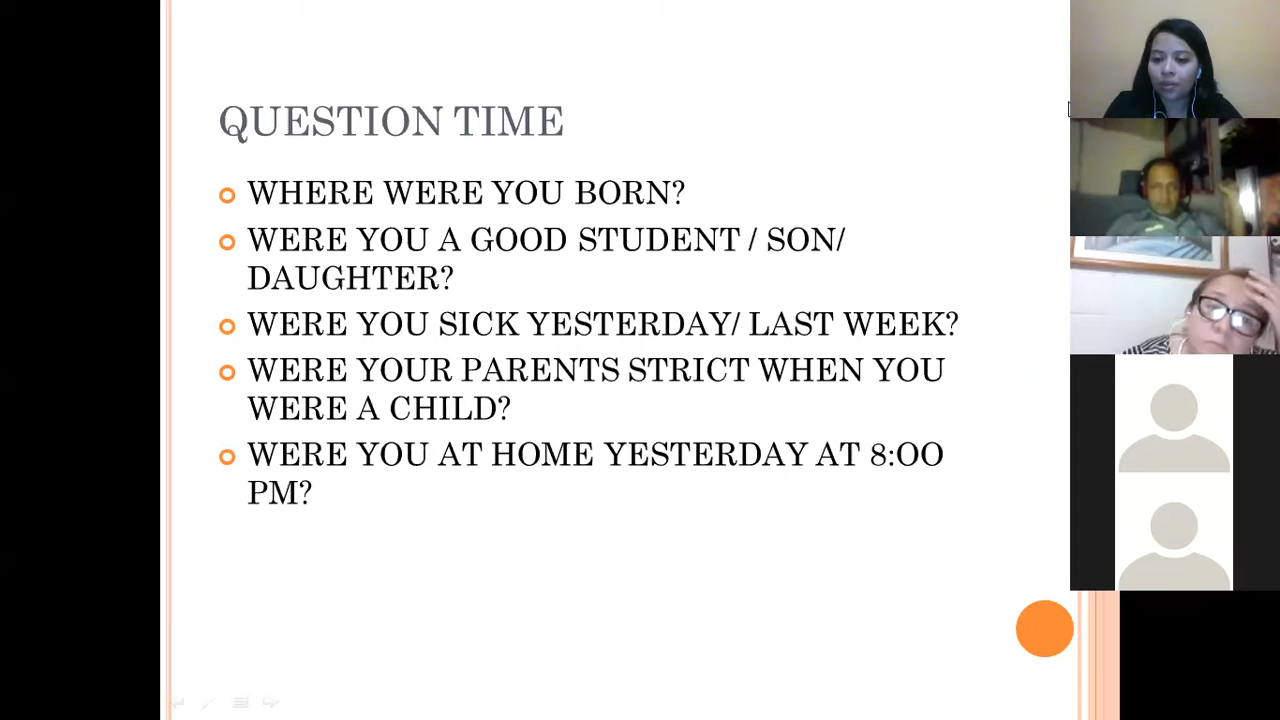 QUESTION TIME
WHERE WERE YOU BORN?
WERE YOU A GOOD STUDENT / SON/
DAUGHTER?
WERE YOU SICK YESTERDAY/ LAST WEEK?
WERE YOUR PARENTS STRICT WHEN YOU
WERE A CHILD?
WERE YOU AT HOME YESTERDAY AT 8:OO
PM?